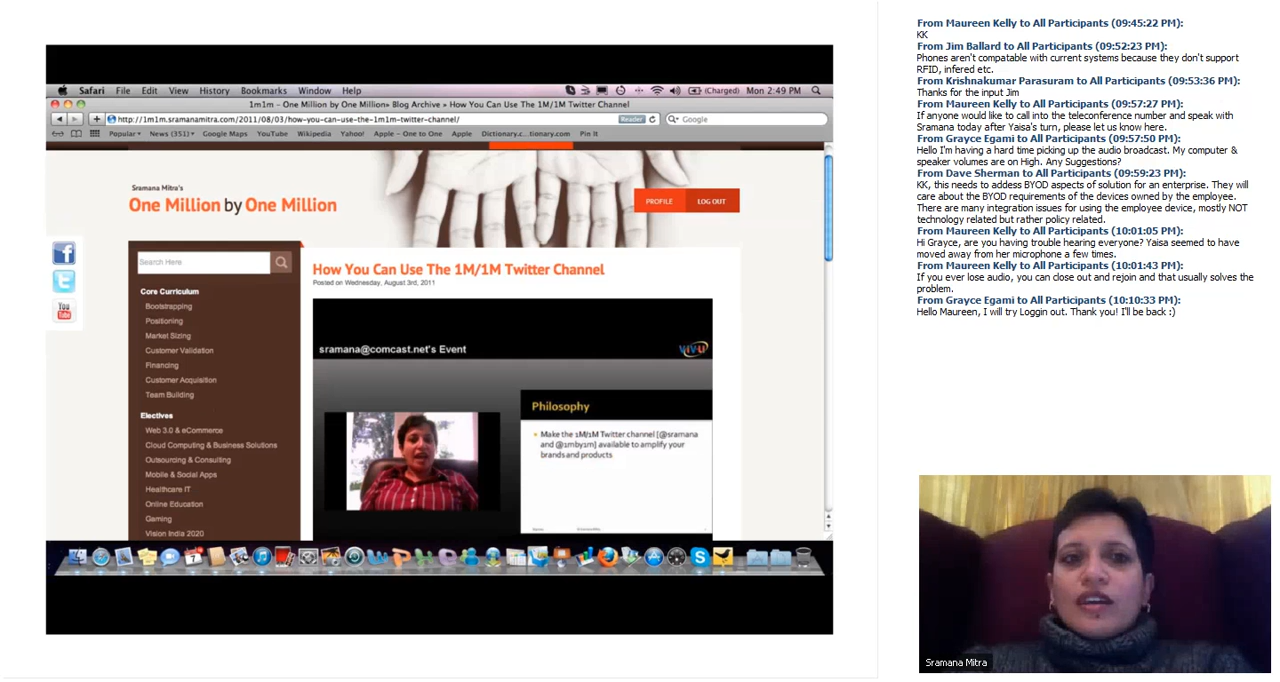 Safari File Edit View History Bookmarks Window Help
(Charged) Mon 2:49 PM
1m1m – One Million by One Million» Blog Archive » How You Can Use The 1M/1M Twitter Channel
http://1m1m.sramanamitra.com/2011/08/03/how-you-can-use-the-1m1m-twitter-channel/
Reader
Google
Popular News (351) Google Maps YouTube Wikipedia Yahoo! Apple – One to One Apple Dictionary.c...tionary.com Pin It
Sramana Mitra's
One Million by One Million
PROFILE LOG OUT
Search Here
Core Curriculum
Bootstrapping
Positioning
Market Sizing
Customer Validation
Financing
Customer Acquisition
Team Building
Electives
Web 3.0 & eCommerce
Cloud Computing & Business Solutions
Outsourcing & Consulting
Mobile & Social Apps
Healthcare IT
Online Education
Gaming
Vision India 2020
You
Tube
How You Can Use The 1M/1M Twitter Channel
Posted on Wednesday, August 3rd, 2011
sramana@comcast.net's Event
VIVU
Philosophy
Make the 1M/1M Twitter channel [@sramana
and @1mby1m] available to amplify your
brands and products
From Maureen Kelly to All Participants (09:45:22 PM):
KK
From Jim Ballard to All Participants (09:52:23 PM):
Phones aren't compatable with current systems because they don't support
RFID, infered etc.
From Krishnakumar Parasuram to All Participants (09:53:36 PM):
Thanks for the input Jim
From Maureen Kelly to All Participants (09:57:27 PM):
If anyone would like to call into the teleconference number and speak with
Sramana today after Yaisa's turn, please let us know here.
From Grayce Egami to All Participants (09:57:50 PM):
Hello I'm having a hard time picking up the audio broadcast. My computer &
speaker volumes are on High. Any Suggestions?
From Dave Sherman to All Participants (09:59:23 PM):
KK, this needs to addess BYOD aspects of solution for an enterprise. They will
care about the BYOD requirements of the devices owned by the employee.
There are many integration issues for using the employee device, mostly NOT
technology related but rather policy related.
From Maureen Kelly to All Participants (10:01:05 PM):
Hi Grayce, are you having trouble hearing everyone? Yaisa seemed to have
moved away from her microphone a few times.
From Maureen Kelly to All Participants (10:01:43 PM):
If you ever lose audio, you can close out and rejoin and that usually solves the
problem.
From Grayce Egami to All Participants (10:10:33 PM):
Hello Maureen, I will try Loggin out. Thank you! I'll be back :)
Sramana Mitra